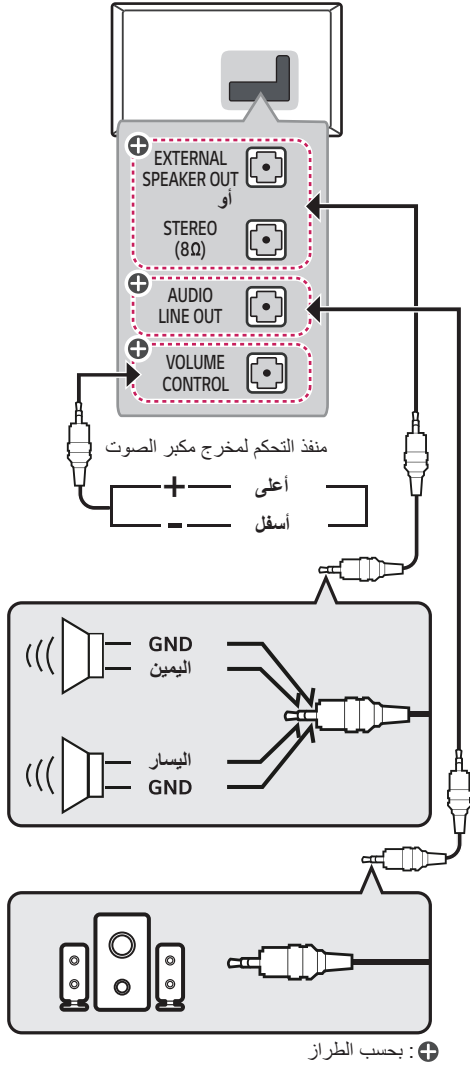 EXTERNAL
SPEAKER OUT
أو
STEREO
(8Ω)
AUDIO
LINE OUT
VOLUME
CONTROL
منفذ التحكم لمخرج مكبر الصوت
+ أعلى
- أسفل
GND
اليمين
اليسار
GND
: بحسب الطراز